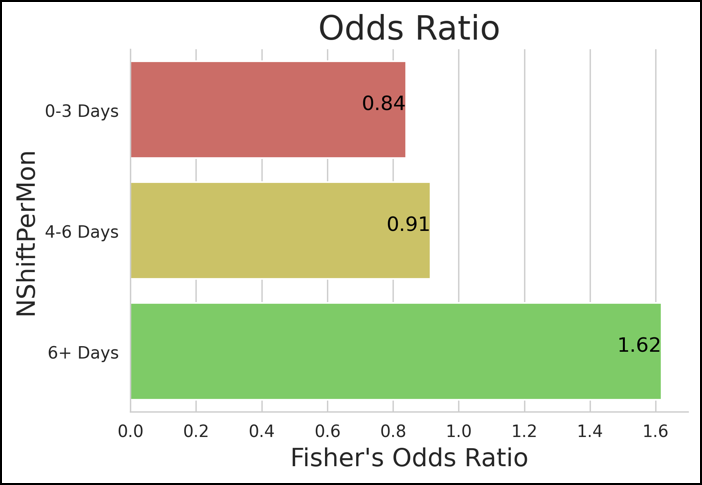 Odds Ratio
NShiftPerMon
0-3 Days
0.84
4-6 Days
0.91
6+ Days
1.62
0.0 0.2 0.4 0.6 0.8 1.0 1.2 1.4 1.6
Fisher's Odds Ratio